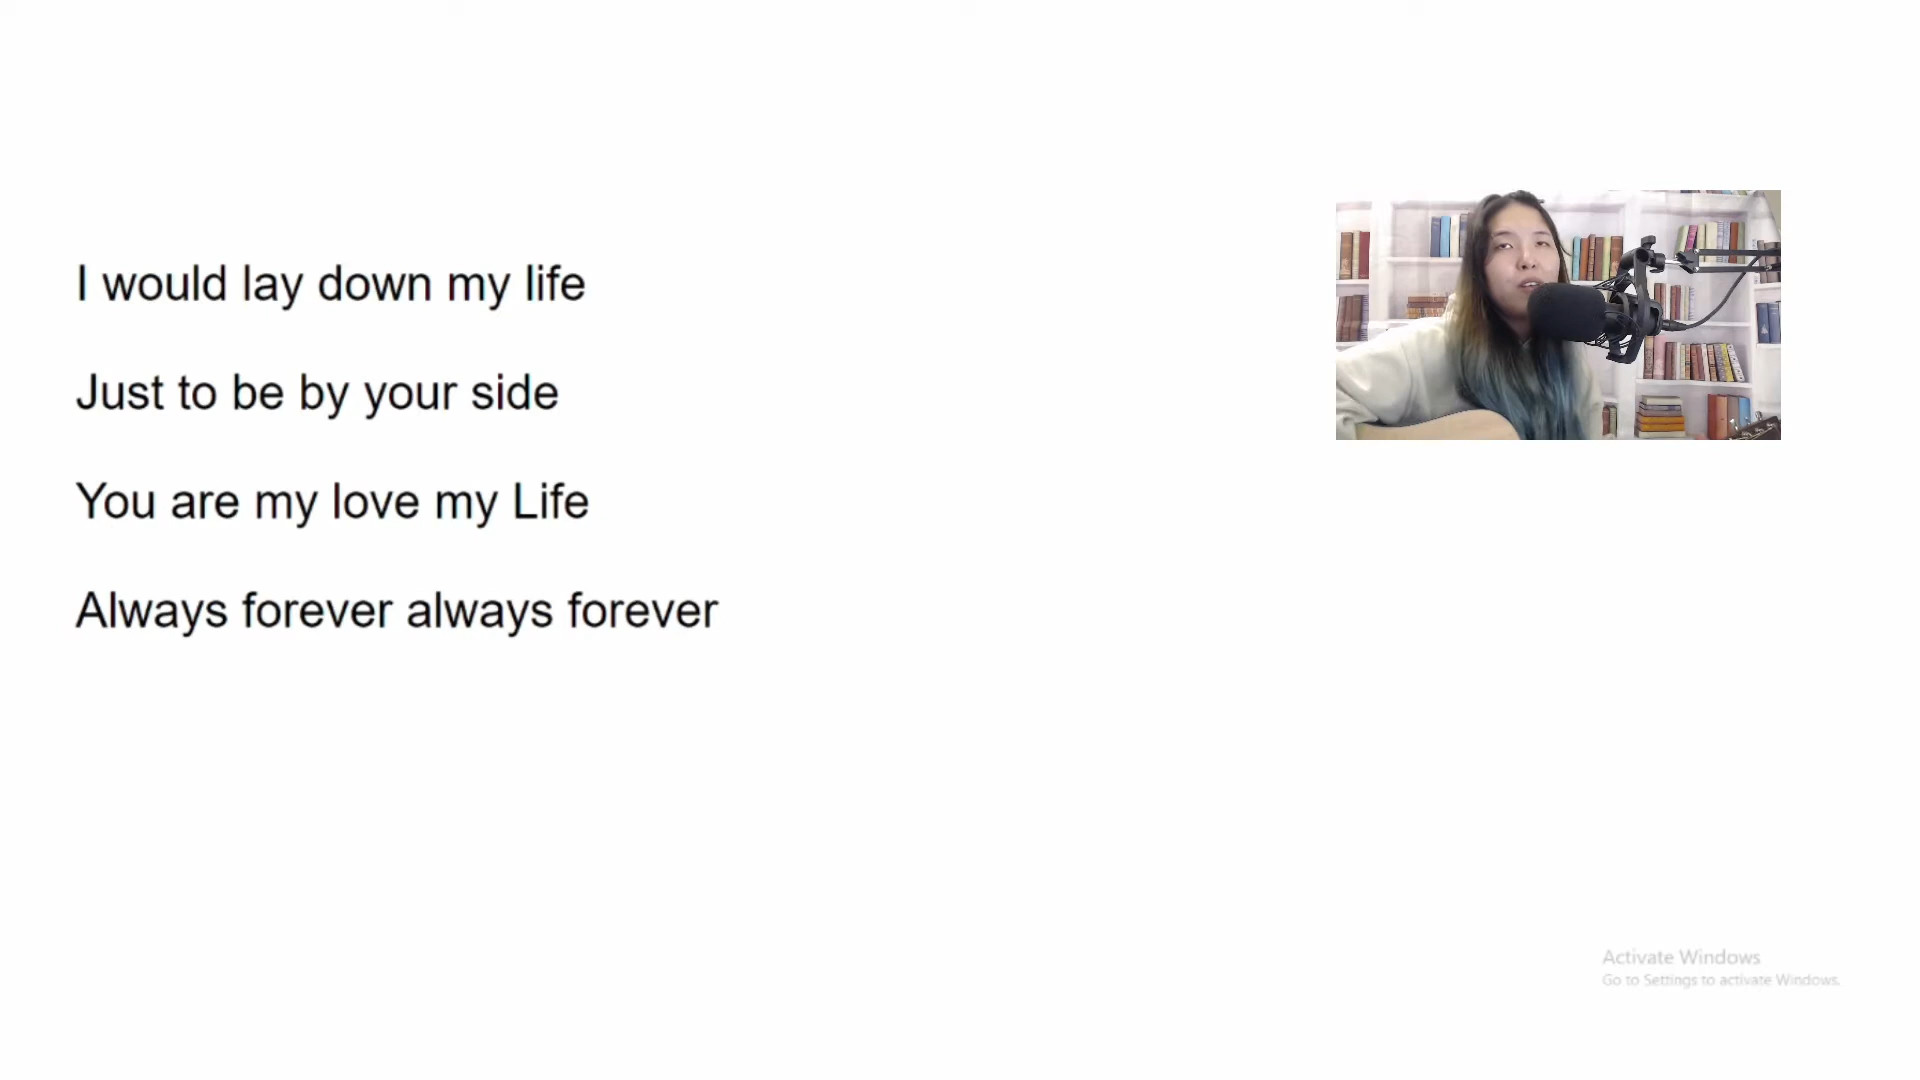 I would lay down my life
Just to be by your side
You are my love my Life
Always forever always forever
Activate Windows
Go to Settings to activate Windows.